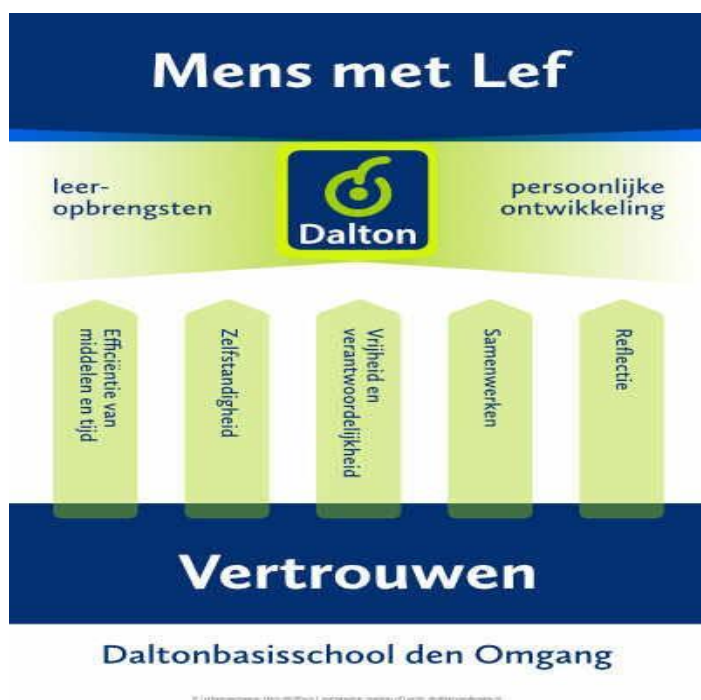 Mens met Lef
leer-
opbrengsten
Dalton
persoonlijke
ontwikkeling
Efficiëntie van
middelen en tijd
Zelfstandigheid
Vrijheid en
verantwoordelijkheid
Samenwerken
Reflectie
Vertrouwen
Daltonbasisschool den Omgang